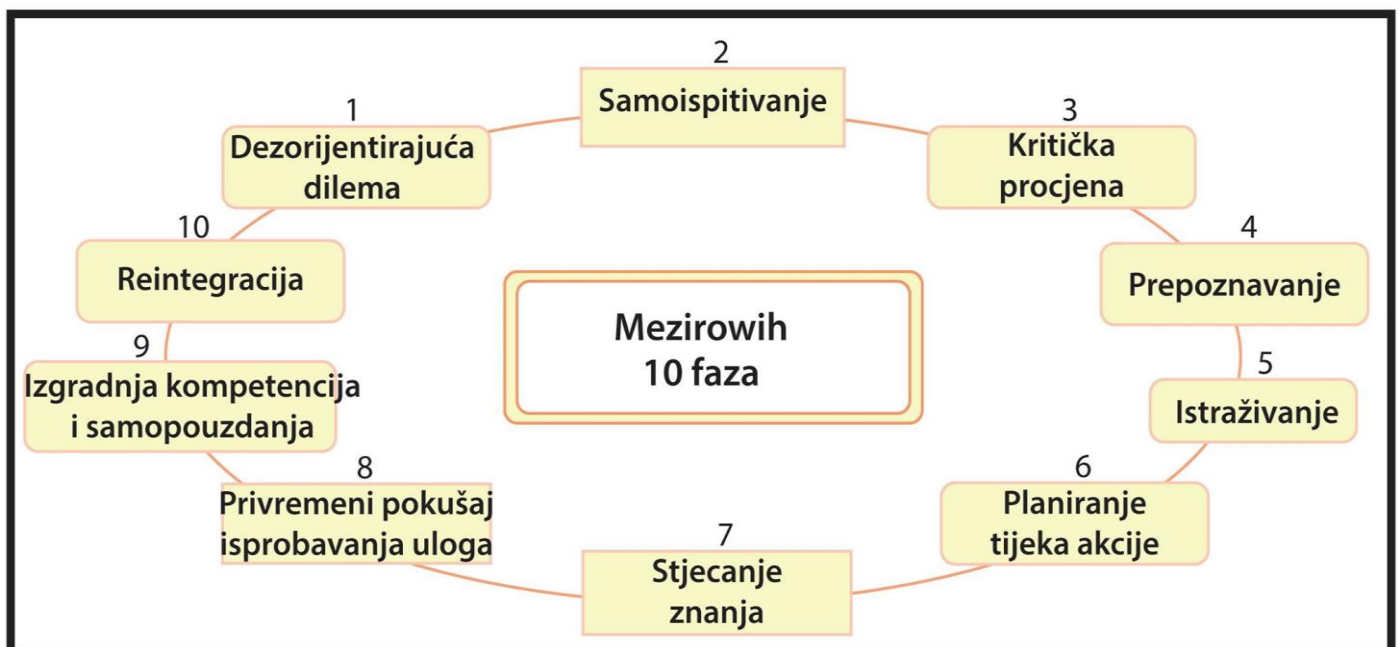 1
Dezorijentirajuća
dilema
2
Samoispitivanje
3
Kritička
procjena
4
Prepoznavanje
5
Istraživanje
6
Planiranje
tijeka akcije
7
Stjecanje
znanja
8
Privremeni pokušaj
isprobavanja uloga
9
Izgradnja kompetencija
i samopouzdanja
10
Reintegracija
Mezirowih
10 faza